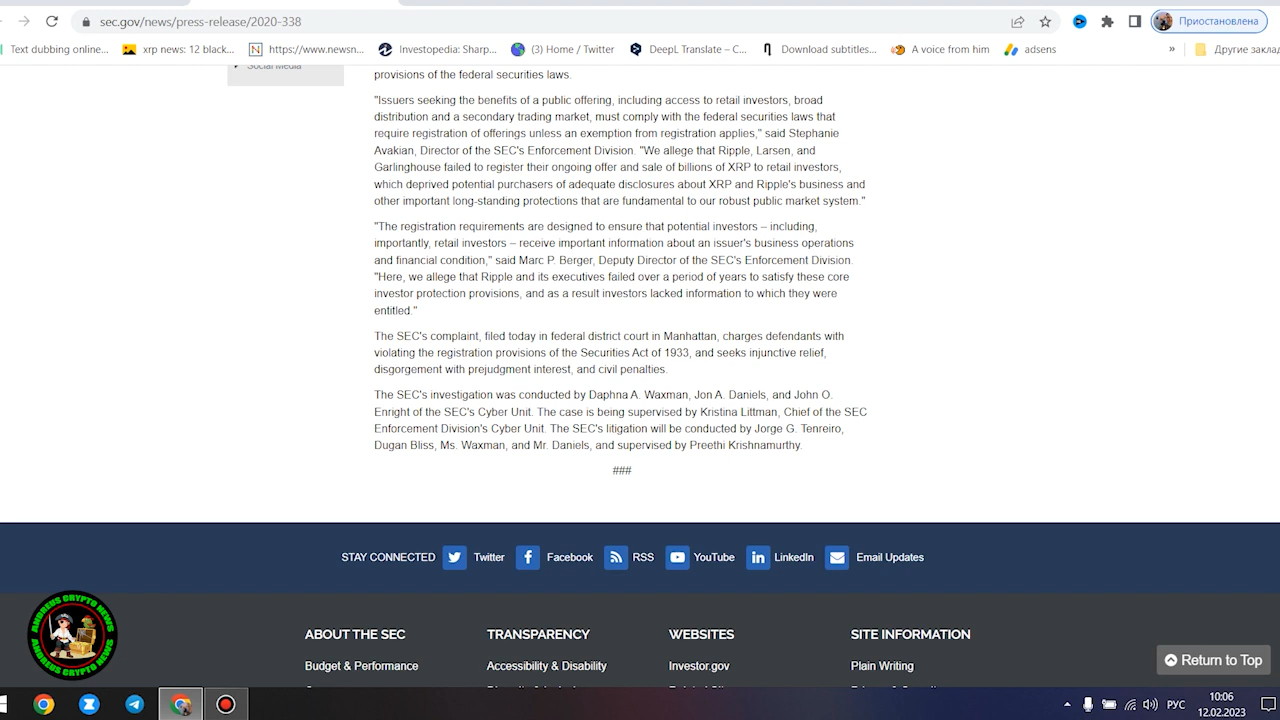 sec.gov/news/press-release/2020-338
Приостановлена
Text dubbing online...
xrp news: 12 black...
https://www.newsn...
Investopedia: Sharp...
(3) Home / Twitter
DeepL Translate – C...
Download subtitles...
A voice from him
adsens
»
Другие закла
Social Media
provisions of the federal securities laws.
"Issuers seeking the benefits of a public offering, including access to retail investors, broad
distribution and a secondary trading market, must comply with the federal securities laws that
require registration of offerings unless an exemption from registration applies," said Stephanie
Avakian, Director of the SEC's Enforcement Division. "We allege that Ripple, Larsen, and
Garlinghouse failed to register their ongoing offer and sale of billions of XRP to retail investors,
which deprived potential purchasers of adequate disclosures about XRP and Ripple's business and
other important long-standing protections that are fundamental to our robust public market system."
"The registration requirements are designed to ensure that potential investors – including,
importantly, retail investors – receive important information about an issuer's business operations
and financial condition," said Marc P. Berger, Deputy Director of the SEC's Enforcement Division.
"Here, we allege that Ripple and its executives failed over a period of years to satisfy these core
investor protection provisions, and as a result investors lacked information to which they were
entitled."
The SEC's complaint, filed today in federal district court in Manhattan, charges defendants with
violating the registration provisions of the Securities Act of 1933, and seeks injunctive relief,
disgorgement with prejudgment interest, and civil penalties.
The SEC's investigation was conducted by Daphna A. Waxman, Jon A. Daniels, and John O.
Enright of the SEC's Cyber Unit. The case is being supervised by Kristina Littman, Chief of the SEC
Enforcement Division's Cyber Unit. The SEC's litigation will be conducted by Jorge G. Tenreiro,
Dugan Bliss, Ms. Waxman, and Mr. Daniels, and supervised by Preethi Krishnamurthy.
###
STAY CONNECTED
Twitter
Facebook
RSS
YouTube
LinkedIn
Email Updates
ANDREUS CRYPTO NEWS
ANDREUS CRYPTO NEWS
ABOUT THE SEC
TRANSPARENCY
WEBSITES
SITE INFORMATION
Budget & Performance
Accessibility & Disability
Investor.gov
Plain Writing
Return to Top
РУС
10:06
12.02.2023